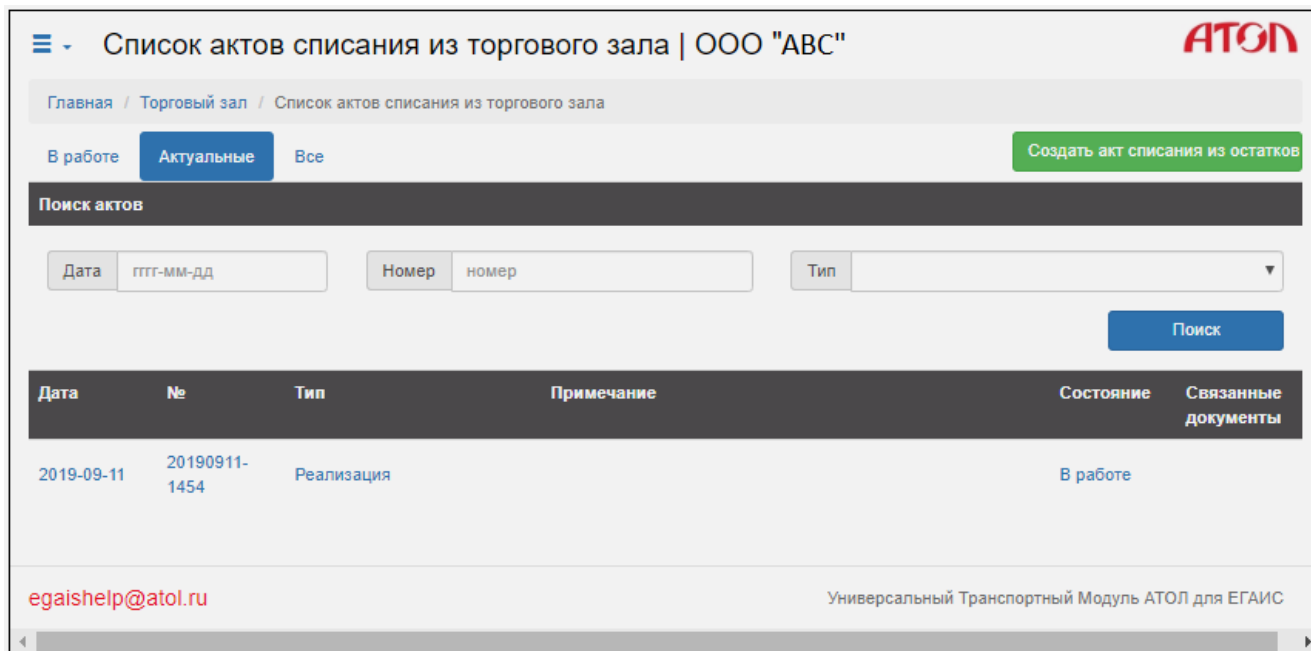 Список актов списания из торгового зала | ООО "АВС"
АТОЛ
Главная / Торговый зал / Список актов списания из торгового зала
В работе Актуальные Все Создать акт списания из остатков
Поиск актов
Дата гггг-мм-дд Номер номер Тип
Поиск
Дата № Тип Примечание Состояние Связанные
документы
2019-09-11 20190911- Реализация В работе
1454
egaishelp@atol.ru Универсальный Транспортный Модуль АТОЛ для ЕГАИС